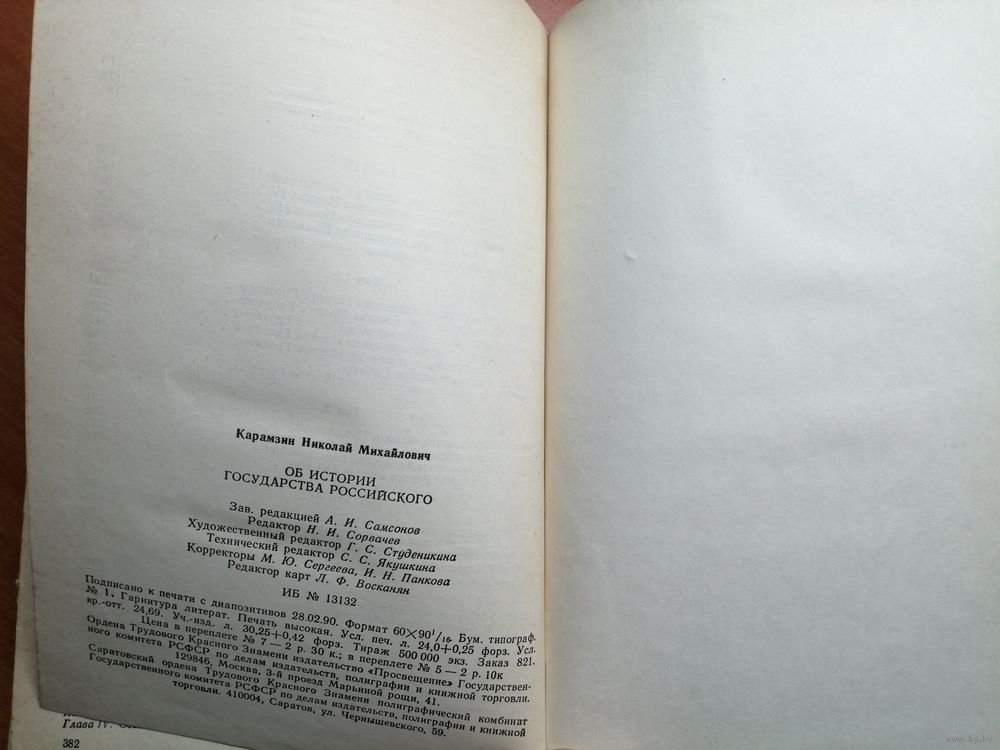 Карамзин Николай Михайлович
ОБ ИСТОРИИ
ГОСУДАРСТВА РОССИЙСКОГО
Зав. редакцией А. И. Самсонов
Редактор Н. И. Сорвачев
Художественный редактор Г. С. Студеникина
Технический редактор С. С. Якушкина
Корректоры М. Ю. Сергеева, И. Н. Панкова
Редактор карт Л. Ф. Восканян
ИБ № 13132
Подписано к печати с диапозитивов 28.02.90. Формат 60×90¹/₁₆. Бум. типограф.
№ 1. Гарнитура литерат. Печать высокая. Усл. печ. л. 24,0+0,25 форз. Усл.
кр.-отт. 24,69. Уч.-изд. л. 30,25+0,42 форз. Тираж 500 000 экз. Заказ 821.
Цена в переплете № 7 — 2 р. 30 к.; в переплете № 5 — 2 р. 10к
Ордена Трудового Красного Знамени издательство «Просвещение» Государствен-
ного комитета РСФСР по делам издательств, полиграфии и книжной торговли.
129846, Москва, 3-й проезд Марьиной рощи, 41.
Саратовский ордена Трудового Красного Знамени полиграфический комбинат
Государственного комитета РСФСР по делам издательств, полиграфии и книжной
торговли. 410004, Саратов, ул. Чернышевского, 59.
Глава IV.
382
www.ay.by